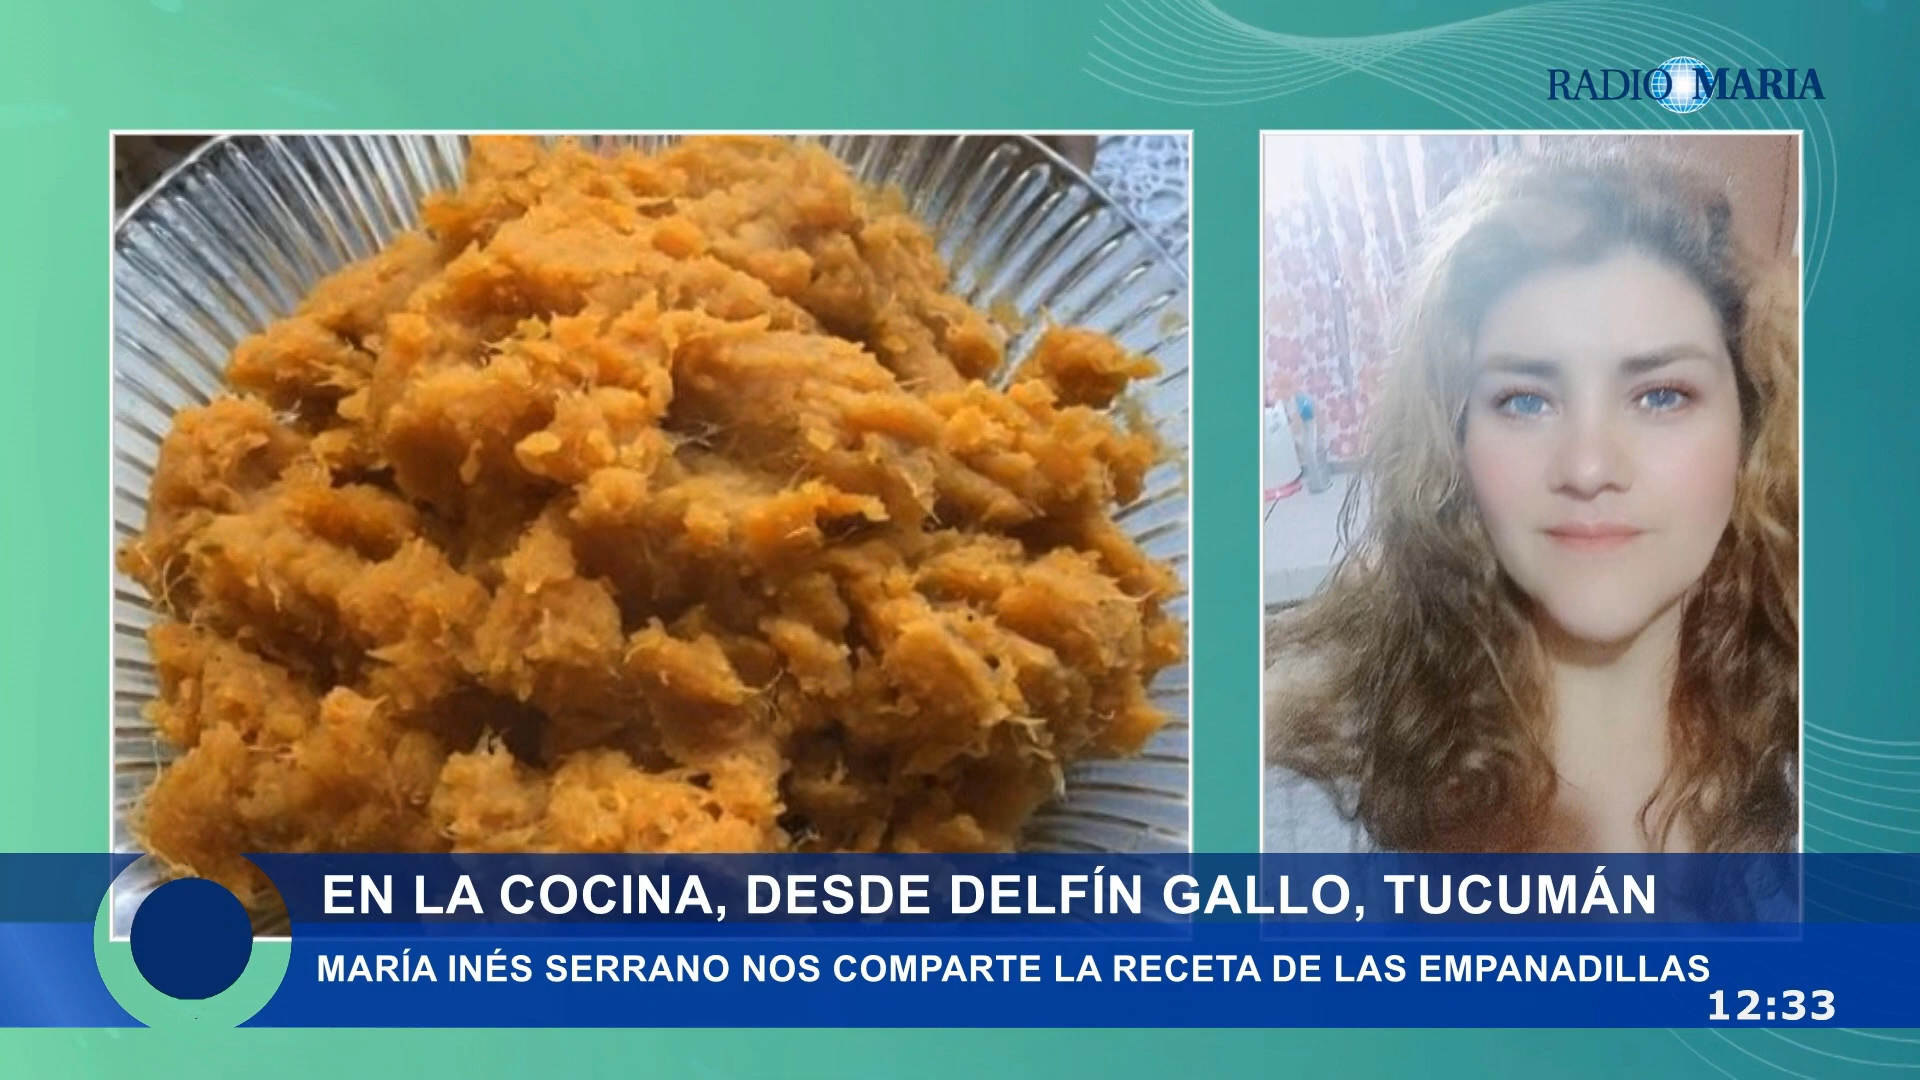 RADIO MARIA
EN LA COCINA, DESDE DELFÍN GALLO, TUCUMÁN
MARÍA INÉS SERRANO NOS COMPARTE LA RECETA DE LAS EMPANADILLAS
12:33